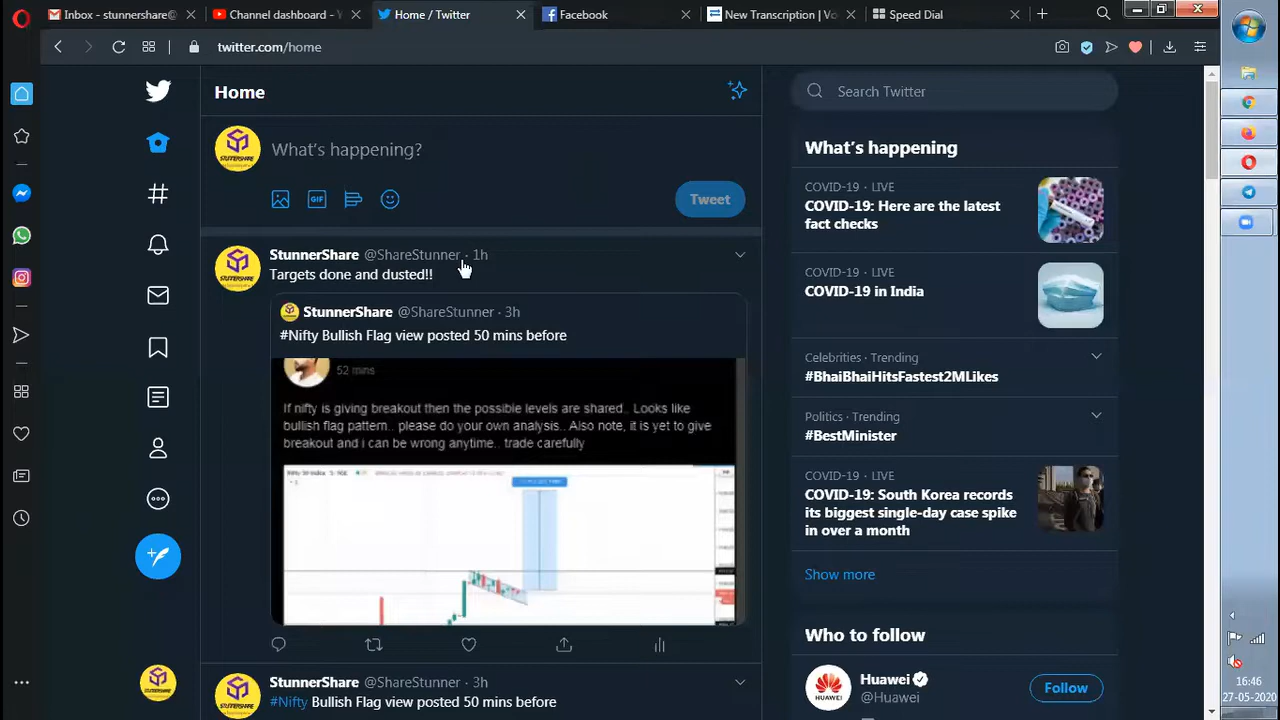 Inbox - stunnershare@
Channel dashboard - Y
Home / Twitter
Facebook
New Transcription | Vo
Speed D
twitter.com/home
Home
Search Twitter
What's happening?
GIF
Tweet
StunnerShare @ShareStunner · 1h
Targets done and dusted!!
StunnerShare @ShareStunner · 3h
#Nifty Bullish Flag view posted 50 mins before
52 mins
If nifty is giving breakout then the possible levels are shared.. Looks like
bullish flag pattern.. please do your own analysis.. Also note, it is yet to give
breakout and i can be wrong anytime.. trade carefully
StunnerShare @ShareStunner · 3h
#Nifty Bullish Flag view posted 50 mins before
What's happening
COVID-19 · LIVE
COVID-19: Here are the latest
fact checks
COVID-19 · LIVE
COVID-19 in India
Celebrities · Trending
#BhaiBhaiHitsFastest2MLikes
Politics · Trending
#BestMinister
COVID-19 · LIVE
COVID-19: South Korea records
its biggest single-day case spike
in over a month
Show more
Who to follow
HUAWEI
Huawei
@Huawei
Follow
16:46
27-05-2020